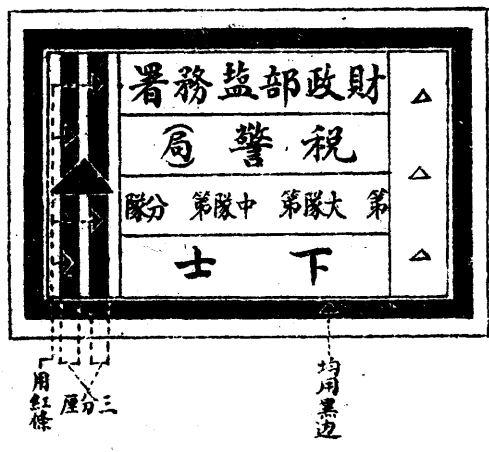 財政部塩務署
稅警(局)
第 大隊第 中隊第 分隊
下士
均用黑边
三分厘
用紅條